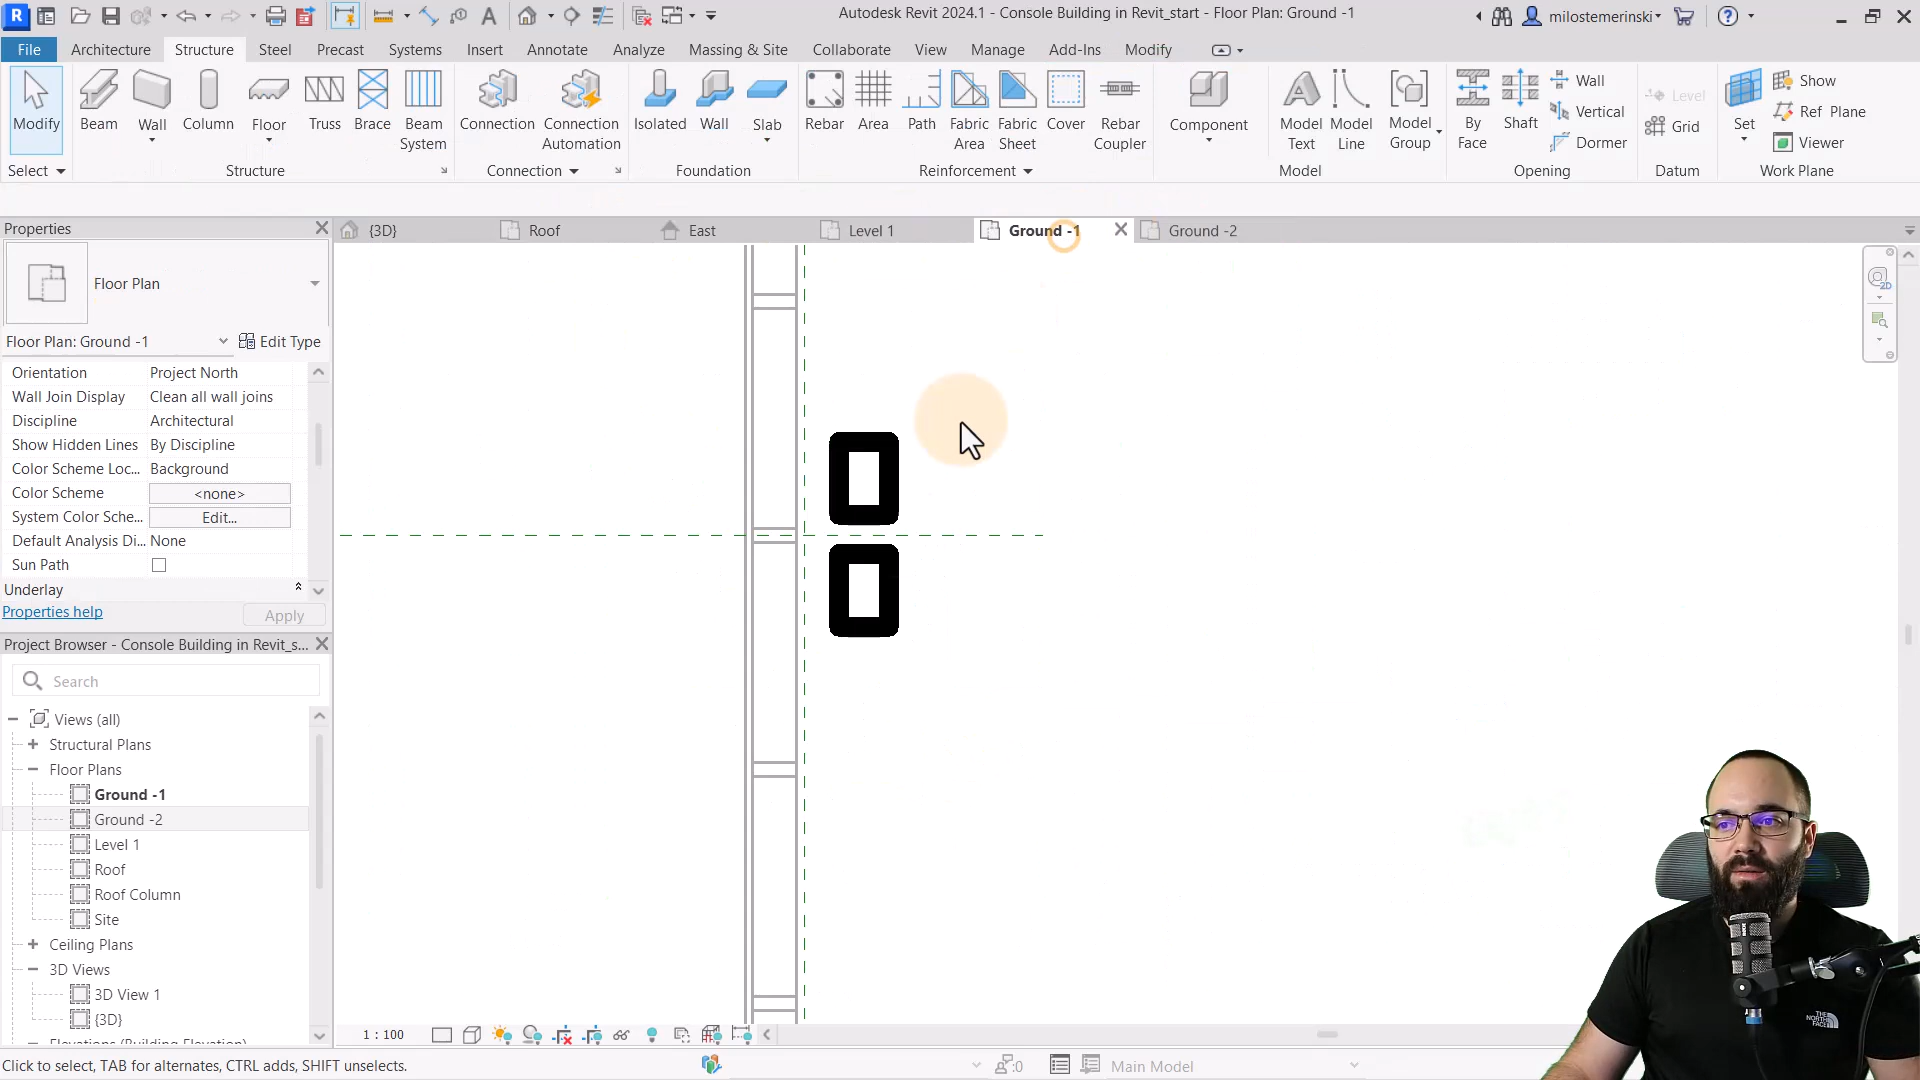 R
Autodesk Revit 2024.1 - Console Building in Revit_start - Floor Plan: Ground -1
milostemerinski
File
Architecture
Structure
Steel
Precast
Systems
Insert
Annotate
Analyze
Massing & Site
Collaborate
View
Manage
Add-Ins
Modify
Modify
Beam
Wall
Column
Floor
Truss
Brace
Beam System
Connection
Connection Automation
Isolated
Wall
Slab
Rebar
Area
Path
Fabric Area
Fabric Sheet
Cover
Rebar Coupler
Component
Model Text
Model Line
Model Group
By Face
Shaft
Wall
Vertical
Dormer
Level
Grid
Set
Show
Ref Plane
Viewer
Select
Structure
Connection
Foundation
Reinforcement
Model
Opening
Datum
Work Plane
Properties
{3D}
Roof
East
Level 1
Ground -1
Ground -2
Floor Plan
Floor Plan: Ground -1
Edit Type
Orientation Project North
Wall Join Display Clean all wall joins
Discipline Architectural
Show Hidden Lines By Discipline
Color Scheme Loc... Background
Color Scheme <none>
System Color Sche... Edit...
Default Analysis Di... None
Sun Path
Underlay
Properties help
Apply
Project Browser - Console Building in Revit_s...
Search
Views (all)
Structural Plans
Floor Plans
Ground -1
Ground -2
Level 1
Roof
Roof Column
Site
Ceiling Plans
3D Views
3D View 1
{3D}
Elevations (Building Elevation)
2D
1 : 100
Click to select, TAB for alternates, CTRL adds, SHIFT unselects.
:0
Main Model
THE NORTH FACE